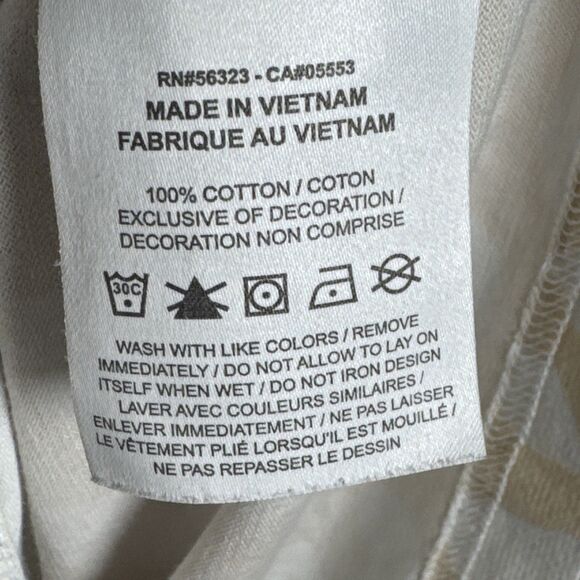 RN#56323 - CA#05553
MADE IN VIETNAM
FABRIQUE AU VIETNAM
100% COTTON / COTON
EXCLUSIVE OF DECORATION /
DECORATION NON COMPRISE
30C
WASH WITH LIKE COLORS / REMOVE
IMMEDIATELY / DO NOT ALLOW TO LAY ON
ITSELF WHEN WET / DO NOT IRON DESIGN
LAVER AVEC COULEURS SIMILAIRES /
ENLEVER IMMEDIATEMENT / NE PAS LAISSER
LE VÊTEMENT PLIÉ LORSQU'IL EST MOUILLÉ /
NE PAS REPASSER LE DESSIN